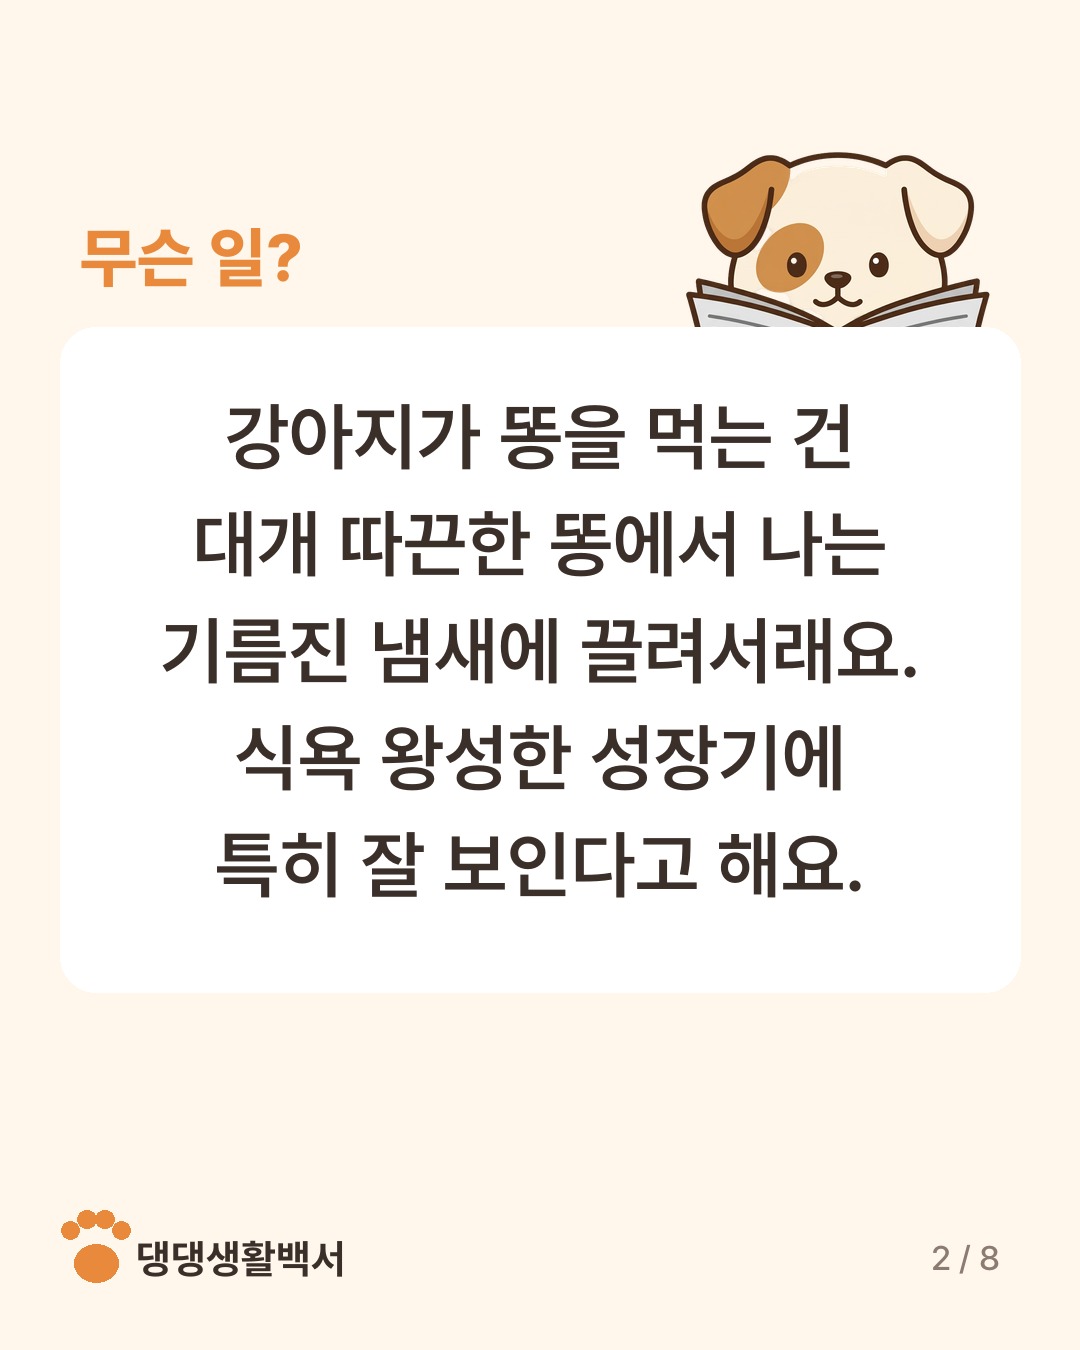 무슨 일?
강아지가 똥을 먹는 건
대개 따끈한 똥에서 나는
기름진 냄새에 끌려서래요.
식욕 왕성한 성장기에
특히 잘 보인다고 해요.
댕댕생활백서
2 / 8